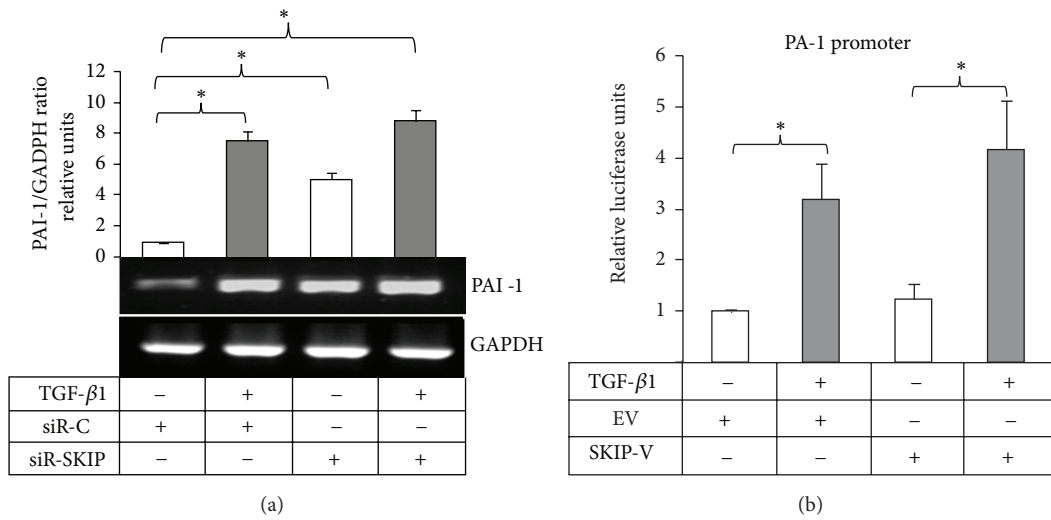 *
*
*
PAI-1/GADPH ratio
relative units
12
10
8
6
4
2
0
PAI -1
GAPDH
TGF-β1 – + – +
siR-C + + – –
siR-SKIP – – + +
(a)
PA-1 promoter
*
*
Relative luciferase units
6
5
4
3
2
1
TGF-β1 – + – +
EV + + – –
SKIP-V – – + +
(b)